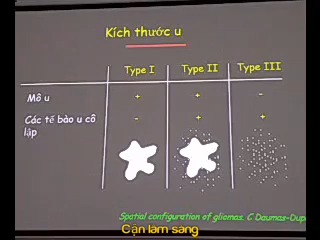 Kích thước u
Type I Type II Type III
Mô u + + -
Các tế bào u cô - + +
lập
Spatial configuration of gliomas. C Daumas-Dup
Cận lâm sàng